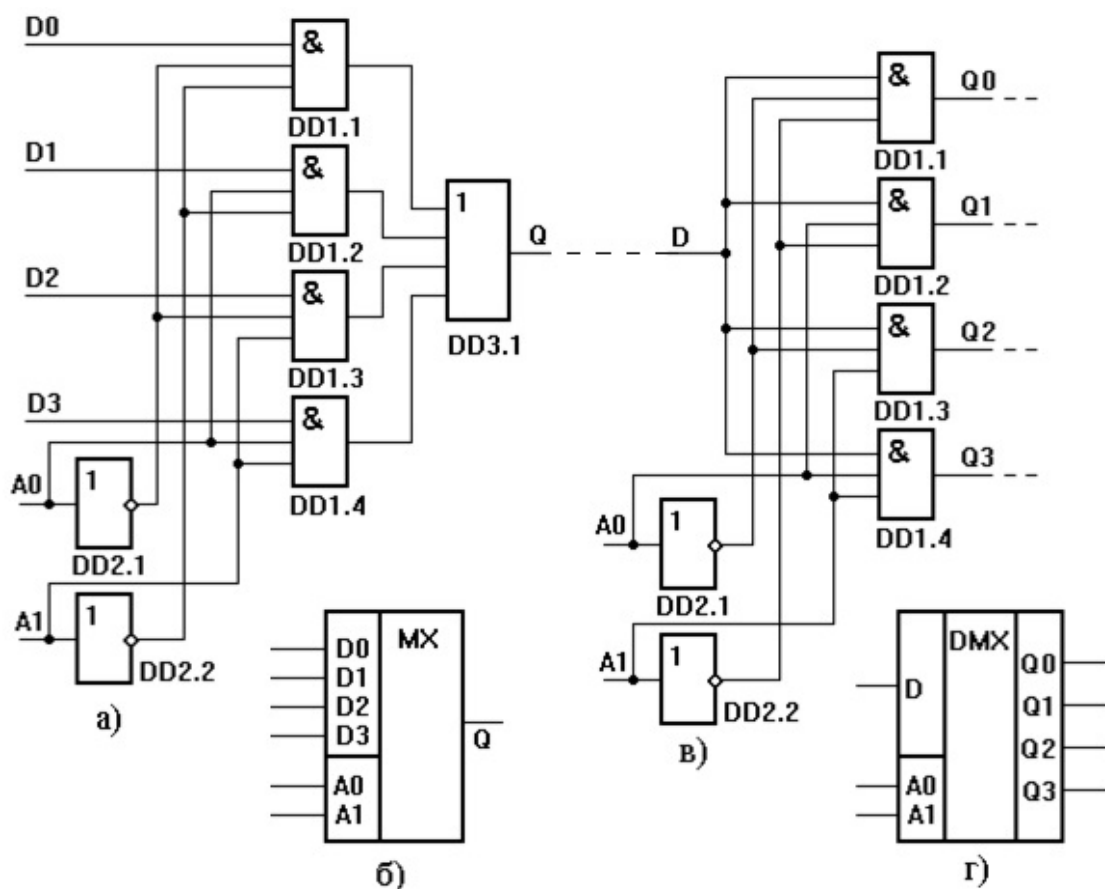 D0
&
DD1.1
D1
&
DD1.2
D2
&
DD1.3
D3
&
DD1.4
1
DD3.1
Q
A0
1
DD2.1
A1
1
DD2.2
а)
D0
D1
D2
D3
A0
A1
MX
Q
б)
D
&
Q0
DD1.1
&
Q1
DD1.2
&
Q2
DD1.3
&
Q3
DD1.4
A0
1
DD2.1
A1
1
DD2.2
в)
D
A0
A1
DMX
Q0
Q1
Q2
Q3
г)